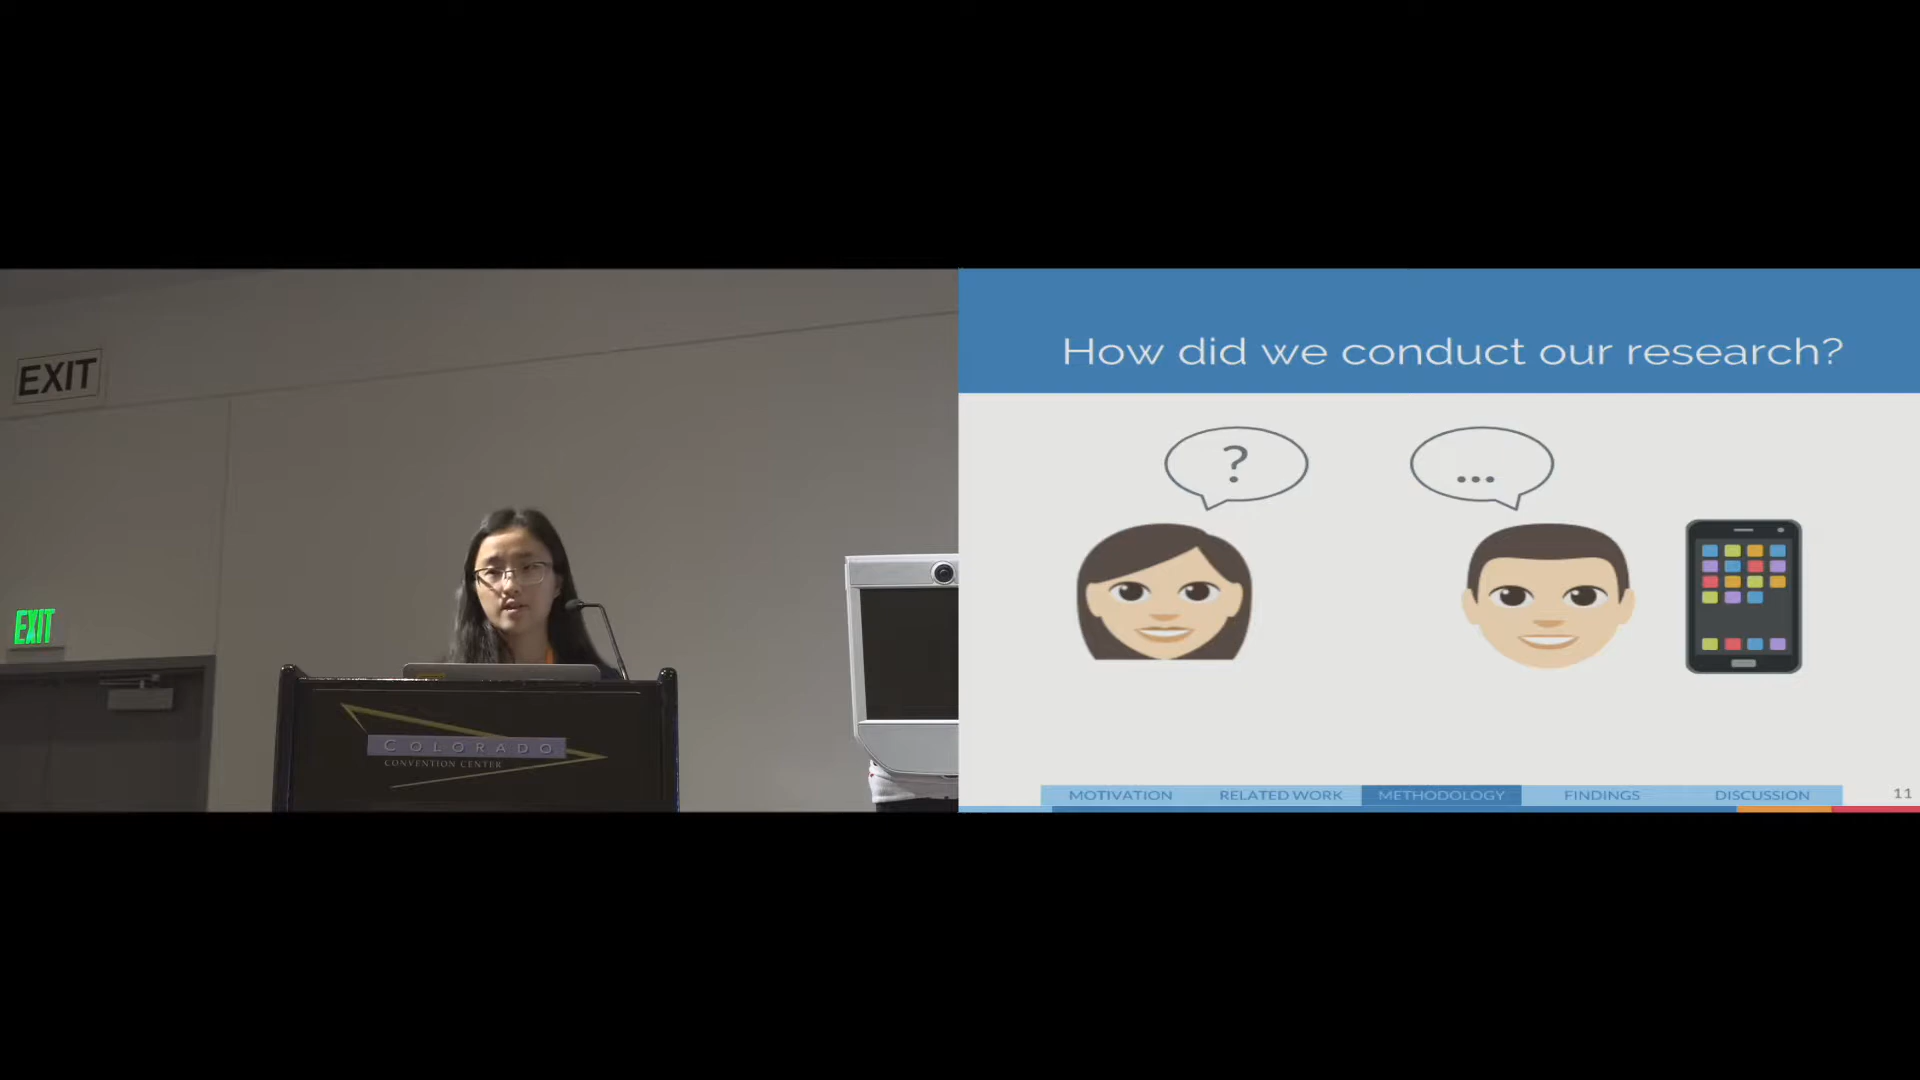 EXIT
EXIT
COLORADO
CONVENTION CENTER
How did we conduct our research?
?
...
MOTIVATION
RELATED WORK
METHODOLOGY
FINDINGS
DISCUSSION
11